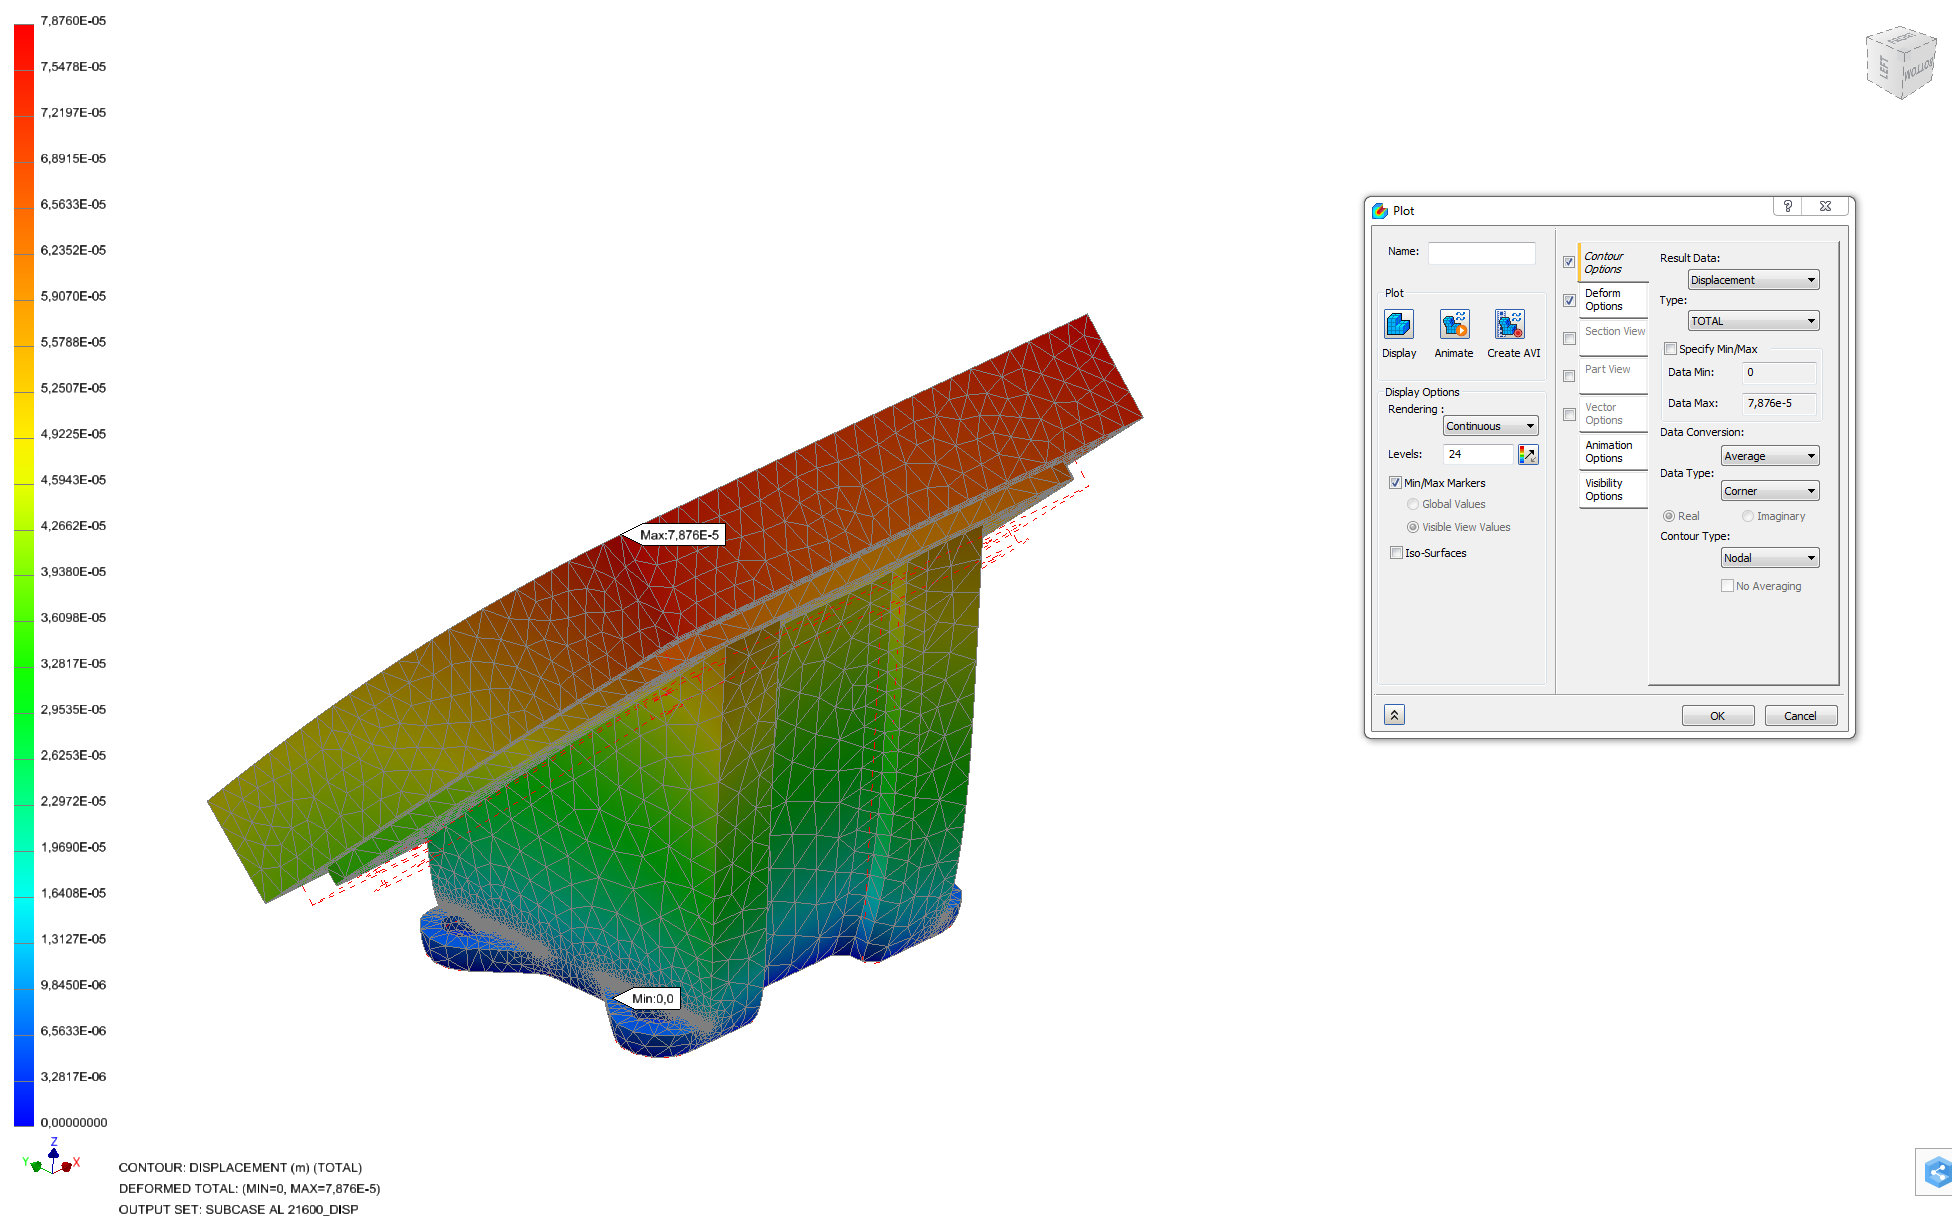 7,8760E-05
7,5478E-05
7,2197E-05
6,8915E-05
6,5633E-05
6,2352E-05
5,9070E-05
5,5788E-05
5,2507E-05
4,9225E-05
4,5943E-05
4,2662E-05
3,9380E-05
3,6098E-05
3,2817E-05
2,9535E-05
2,6253E-05
2,2972E-05
1,9690E-05
1,6408E-05
1,3127E-05
9,8450E-06
6,5633E-06
3,2817E-06
0,00000000
Z
Y
X
CONTOUR: DISPLACEMENT (m) (TOTAL)
DEFORMED TOTAL: (MIN=0, MAX=7,876E-5)
OUTPUT SET: SUBCASE AL 21600_DISP
Max:7,876E-5
Min:0,0
FRONT
LEFT
BOTTOM
Plot
?
Name:
Plot
Display
Animate
Create AVI
Display Options
Rendering :
Continuous
Levels:
24
Min/Max Markers
Global Values
Visible View Values
Iso-Surfaces
Contour
Options
Deform
Options
Section View
Part View
Vector
Options
Animation
Options
Visibility
Options
Result Data:
Displacement
Type:
TOTAL
Specify Min/Max
Data Min:
0
Data Max:
7,876e-5
Data Conversion:
Average
Data Type:
Corner
Real
Imaginary
Contour Type:
Nodal
No Averaging
OK
Cancel